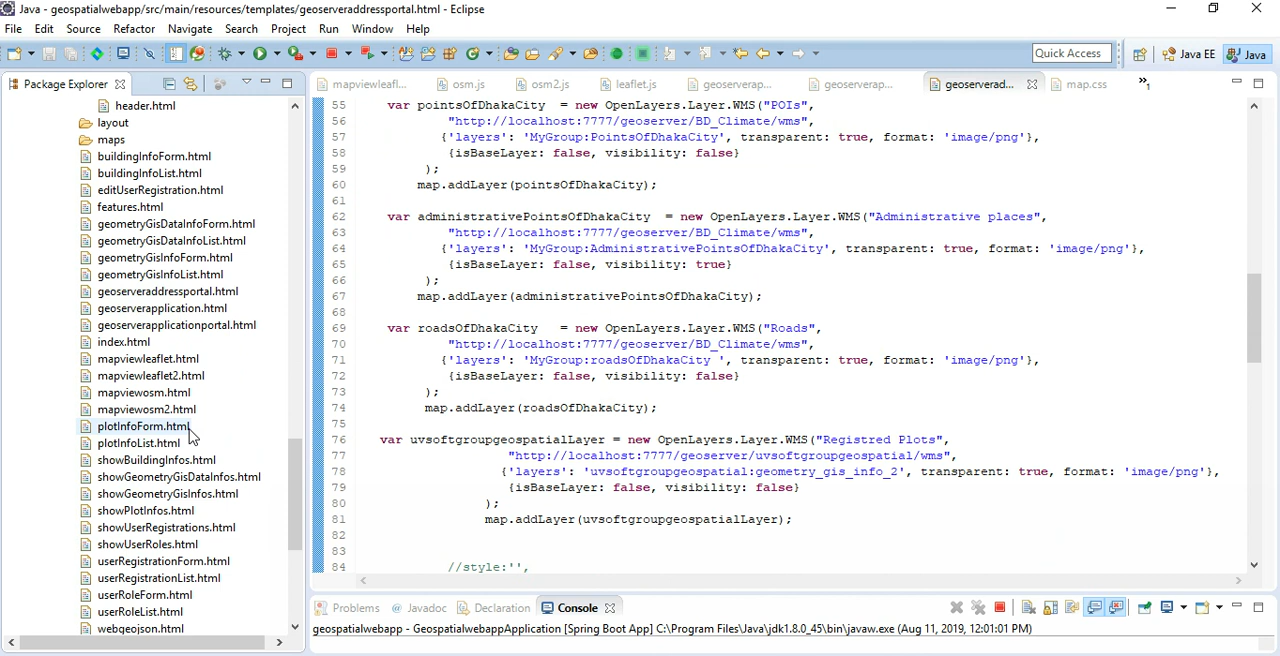 Java - geospatialwebapp/src/main/resources/templates/geoserveraddressportal.html - Eclipse
File Edit Source Refactor Navigate Search Project Run Window Help
Quick Access Java EE Java
Package Explorer
mapviewleafl... osm.js osm2.js leaflet.js geoserverap... geoserverap... geoserverad... map.css »1
header.html
layout
maps
buildingInfoForm.html
buildingInfoList.html
editUserRegistration.html
features.html
geometryGisDataInfoForm.html
geometryGisDataInfoList.html
geometryGisInfoForm.html
geometryGisInfoList.html
geoserveraddressportal.html
geoserverapplication.html
geoserverapplicationportal.html
index.html
mapviewleaflet.html
mapviewleaflet2.html
mapviewosm.html
mapviewosm2.html
plotInfoForm.html
plotInfoList.html
showBuildingInfos.html
showGeometryGisDataInfos.html
showGeometryGisInfos.html
showPlotInfos.html
showUserRegistrations.html
showUserRoles.html
userRegistrationForm.html
userRegistrationList.html
userRoleForm.html
userRoleList.html
webgeojson.html
55 var pointsOfDhakaCity = new OpenLayers.Layer.WMS("POIs",
56 "http://localhost:7777/geoserver/BD_Climate/wms",
57 {'layers': 'MyGroup:PointsOfDhakaCity', transparent: true, format: 'image/png'},
58 {isBaseLayer: false, visibility: false}
59 );
60 map.addLayer(pointsOfDhakaCity);
61
62 var administrativePointsOfDhakaCity = new OpenLayers.Layer.WMS("Administrative places",
63 "http://localhost:7777/geoserver/BD_Climate/wms",
64 {'layers': 'MyGroup:AdministrativePointsOfDhakaCity', transparent: true, format: 'image/png'},
65 {isBaseLayer: false, visibility: true}
66 );
67 map.addLayer(administrativePointsOfDhakaCity);
68
69 var roadsOfDhakaCity = new OpenLayers.Layer.WMS("Roads",
70 "http://localhost:7777/geoserver/BD_Climate/wms",
71 {'layers': 'MyGroup:roadsOfDhakaCity ', transparent: true, format: 'image/png'},
72 {isBaseLayer: false, visibility: false}
73 );
74 map.addLayer(roadsOfDhakaCity);
75
76 var uvsoftgroupgeospatialLayer = new OpenLayers.Layer.WMS("Registred Plots",
77 "http://localhost:7777/geoserver/uvsoftgroupgeospatial/wms",
78 {'layers': 'uvsoftgroupgeospatial:geometry_gis_info_2', transparent: true, format: 'image/png'},
79 {isBaseLayer: false, visibility: false}
80 );
81 map.addLayer(uvsoftgroupgeospatialLayer);
82
83
84 //style:'',
Problems Javadoc Declaration Console
geospatialwebapp - GeospatialwebappApplication [Spring Boot App] C:\Program Files\Java\jdk1.8.0_45\bin\javaw.exe (Aug 11, 2019, 12:01:01 PM)